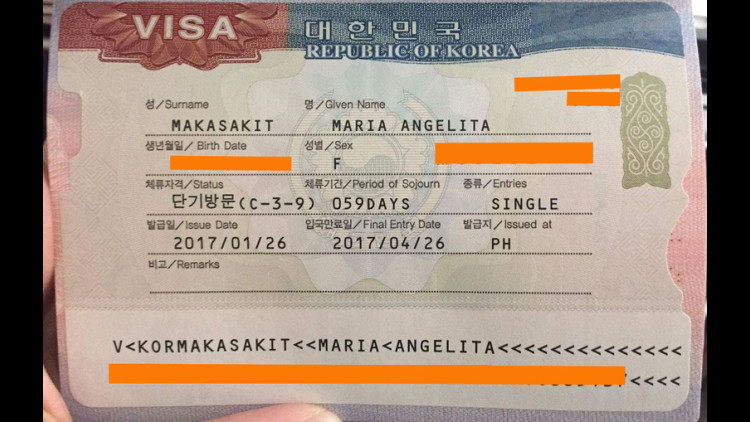 VISA 대한민국
REPUBLIC OF KOREA
성/Surname 명/Given Name
MAKASAKIT MARIA ANGELITA
생년월일/Birth Date 성별/Sex
F
체류자격/Status 체류기간/Period of Sojourn 종류/Entries
단기방문(C-3-9) 059DAYS SINGLE
발급일/Issue Date 입국만료일/Final Entry Date 발급지/Issued at
2017/01/26 2017/04/26 PH
비고/Remarks
V<KORMAKASAKIT<<MARIA<ANGELITA<<<<<<<<<<<<<<
<<<<